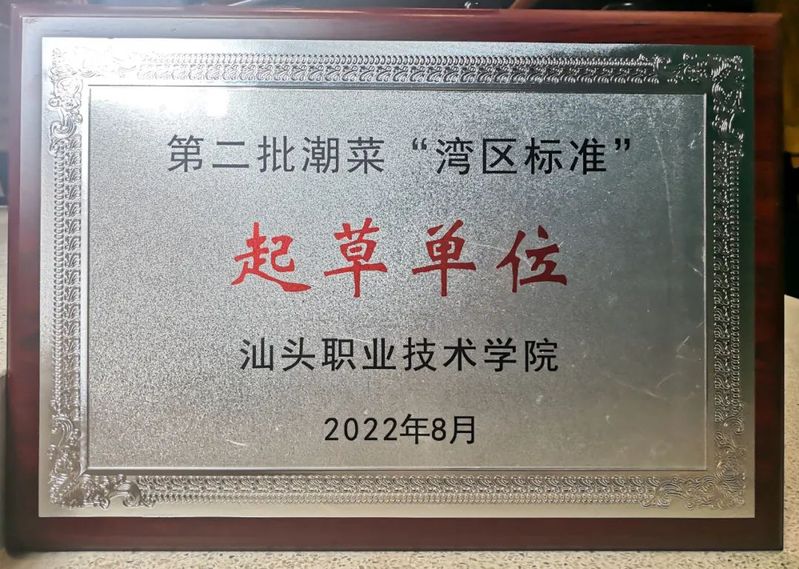 第二批潮菜“湾区标准”
起草单位
汕头职业技术学院
2022年8月